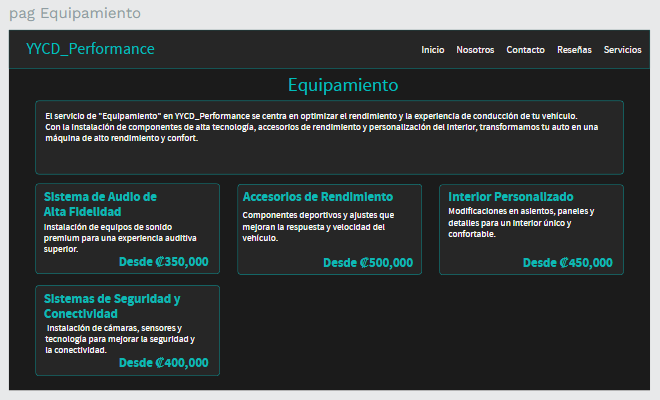 pag Equipamiento
YYCD_Performance
Inicio Nosotros Contacto Reseñas Servicios
Equipamiento
El servicio de "Equipamiento" en YYCD_Performance se centra en optimizar el rendimiento y la experiencia de conducción de tu vehículo.
Con la instalación de componentes de alta tecnología, accesorios de rendimiento y personalización del interior, transformamos tu auto en una
máquina de alto rendimiento y confort.
Sistema de Audio de
Alta Fidelidad
Instalación de equipos de sonido
premium para una experiencia auditiva
superior.
Desde ₡350,000
Accesorios de Rendimiento
Componentes deportivos y ajustes que
mejoran la respuesta y velocidad del
vehículo.
Desde ₡500,000
Interior Personalizado
Modificaciones en asientos, paneles y
detalles para un interior único y
confortable.
Desde ₡450,000
Sistemas de Seguridad y
Conectividad
Instalación de cámaras, sensores y
tecnología para mejorar la seguridad y
la conectividad.
Desde ₡400,000